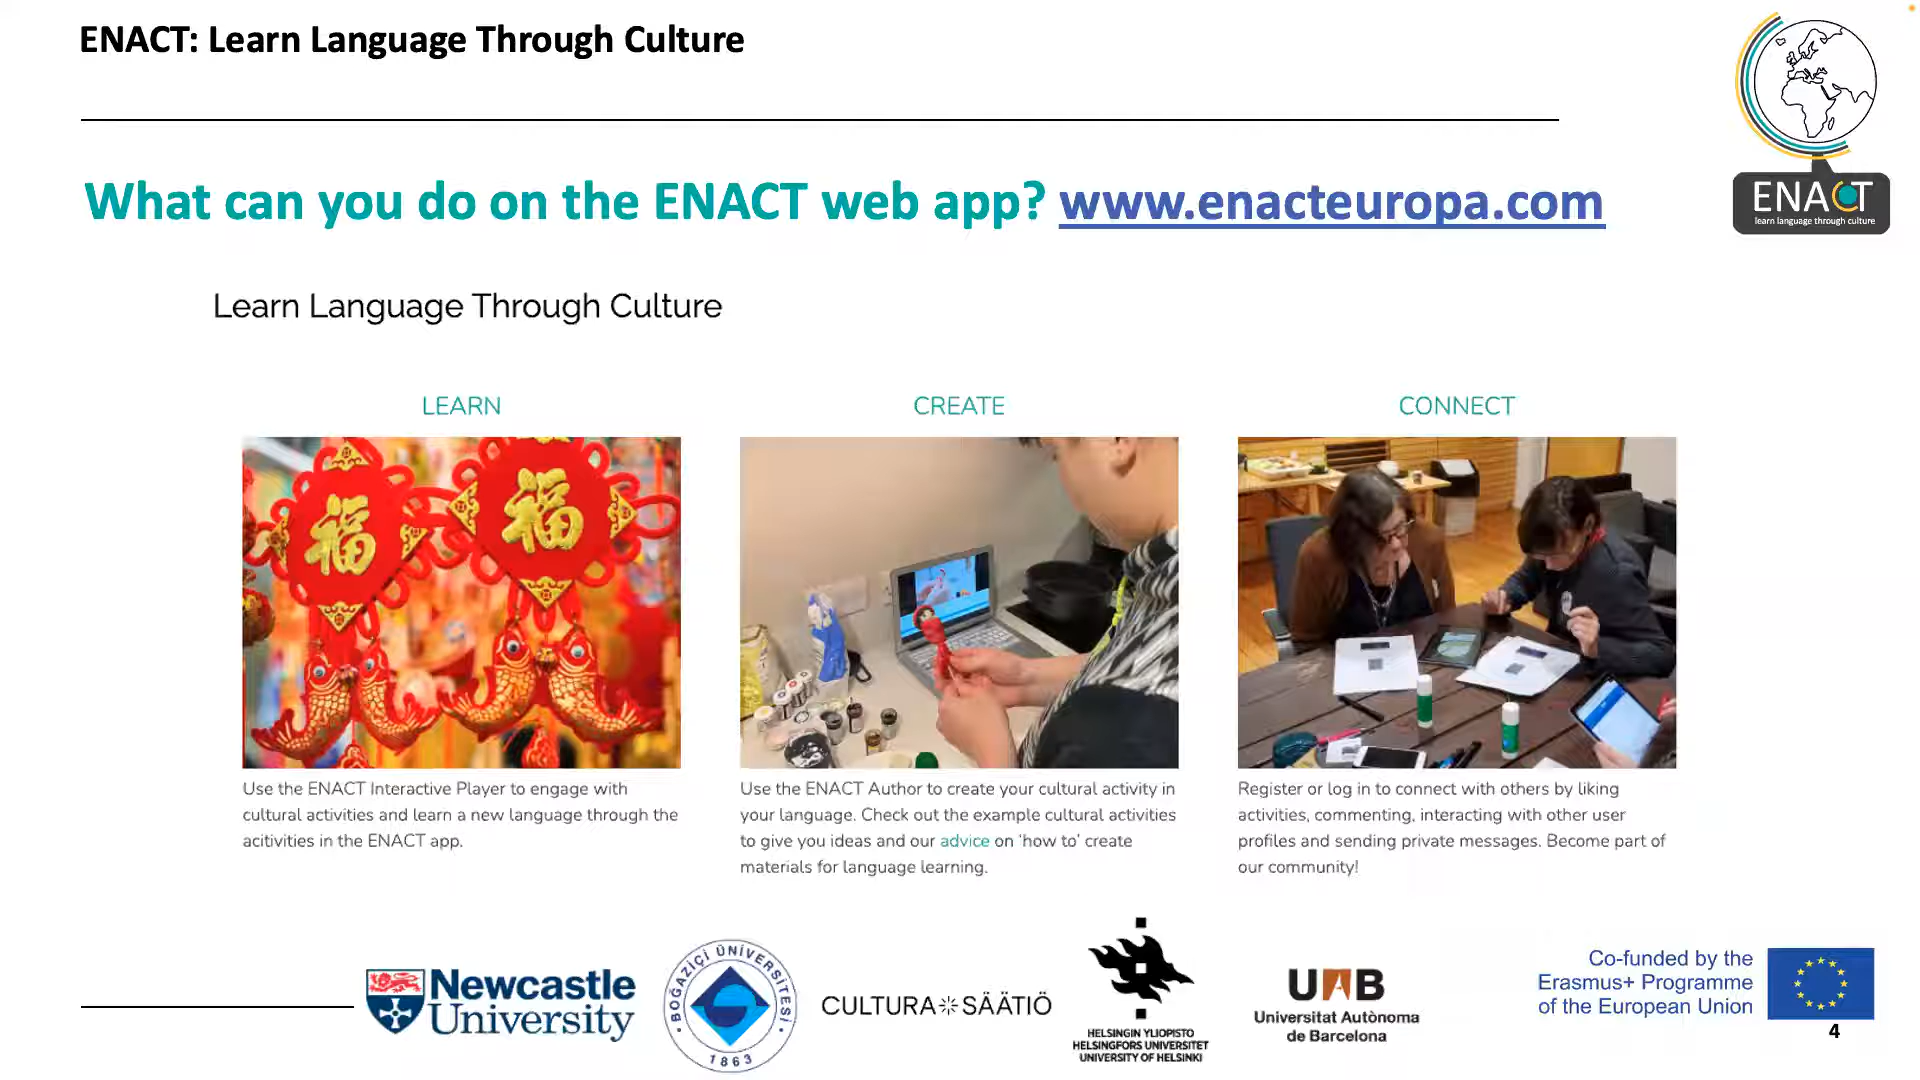 ENACT: Learn Language Through Culture
ENACT
learn language through culture
What can you do on the ENACT web app? www.enacteuropa.com
Learn Language Through Culture
LEARN
福
福
Use the ENACT Interactive Player to engage with
cultural activities and learn a new language through the
acitivities in the ENACT app.
CREATE
Use the ENACT Author to create your cultural activity in
your language. Check out the example cultural activities
to give you ideas and our advice on 'how to' create
materials for language learning.
CONNECT
Register or log in to connect with others by liking
activities, commenting, interacting with other user
profiles and sending private messages. Become part of
our community!
Newcastle
University
BOĞAZİÇİ ÜNİVERSİTESİ
1863
CULTURA SÄÄTIÖ
HELSINGIN YLIOPISTO
HELSINGFORS UNIVERSITET
UNIVERSITY OF HELSINKI
UAB
Universitat Autònoma
de Barcelona
Co-funded by the
Erasmus+ Programme
of the European Union
4